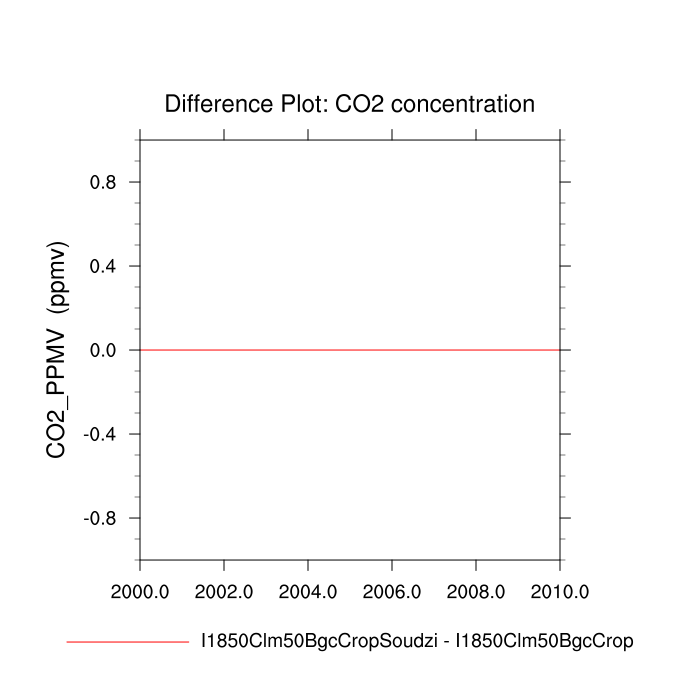 Difference Plot: CO2 concentration
CO2_PPMV (ppmv)
0.8
0.4
0.0
-0.4
-0.8
2000.0 2002.0 2004.0 2006.0 2008.0 2010.0
I1850Clm50BgcCropSoudzi - I1850Clm50BgcCrop